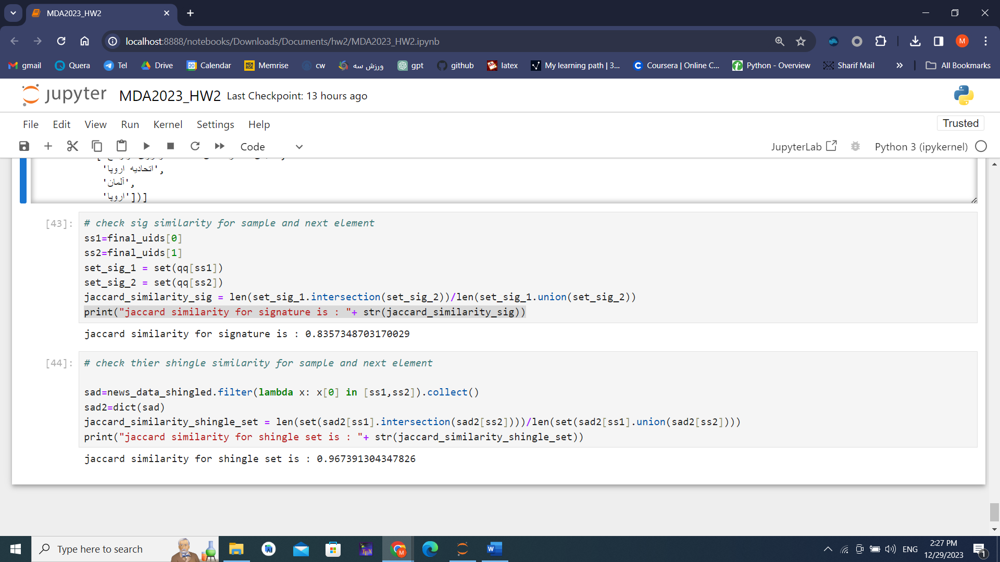 MDA2023_HW2
localhost:8888/notebooks/Downloads/Documents/hw2/MDA2023_HW2.ipynb
M
gmail Quera Tel Drive 20 Calendar MEM RISE Memrise cw ورزش سه gpt github latex My learning path | 3... C Coursera | Online C... Python - Overview Sharif Mail » All Bookmarks
jupyter MDA2023_HW2 Last Checkpoint: 13 hours ago
File Edit View Run Kernel Settings Help Trusted
Code JupyterLab Python 3 (ipykernel)
'اتحادیه اروپا',
'آلمان',
'اروپا'])]
[43]: # check sig similarity for sample and next element
ss1=final_uids[0]
ss2=final_uids[1]
set_sig_1 = set(qq[ss1])
set_sig_2 = set(qq[ss2])
jaccard_similarity_sig = len(set_sig_1.intersection(set_sig_2))/len(set_sig_1.union(set_sig_2))
print("jaccard similarity for signature is : "+ str(jaccard_similarity_sig))
jaccard similarity for signature is : 0.8357348703170029
[44]: # check thier shingle similarity for sample and next element
sad=news_data_shingled.filter(lambda x: x[0] in [ss1,ss2]).collect()
sad2=dict(sad)
jaccard_similarity_shingle_set = len(set(sad2[ss1].intersection(sad2[ss2])))/len(set(sad2[ss1].union(sad2[ss2])))
print("jaccard similarity for shingle set is : "+ str(jaccard_similarity_shingle_set))
jaccard similarity for shingle set is : 0.967391304347826
Type here to search TEX M W ENG 2:27 PM
12/29/2023 1